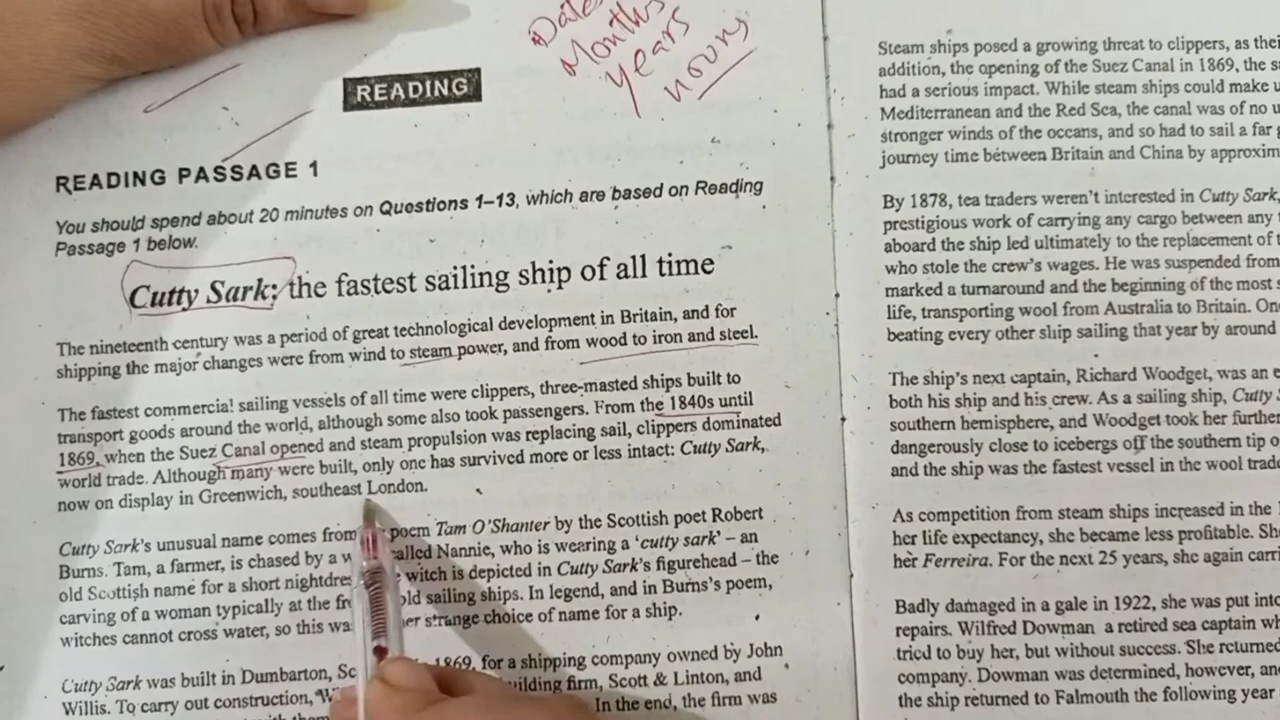 Date
Months
Years
hours
READING
READING PASSAGE 1
You should spend about 20 minutes on Questions 1–13, which are based on Reading
Passage 1 below.
Cutty Sark: the fastest sailing ship of all time
The nineteenth century was a period of great technological development in Britain, and for
shipping the major changes were from wind to steam power, and from wood to iron and steel.
The fastest commercial sailing vessels of all time were clippers, three-masted ships built to
transport goods around the world, although some also took passengers. From the 1840s until
1869, when the Suez Canal opened and steam propulsion was replacing sail, clippers dominated
world trade. Although many were built, only one has survived more or less intact: Cutty Sark,
now on display in Greenwich, southeast London.
Cutty Sark's unusual name comes from poem Tam O'Shanter by the Scottish poet Robert
Burns. Tam, a farmer, is chased by a called Nannie, who is wearing a 'cutty sark' – an
old Scottish name for a short witch is depicted in Cutty Sark's figurehead – the
carving of a woman typically at the old sailing ships. In legend, and in Burns's poem,
witches cannot cross water, so this strange choice of name for a ship.
Cutty Sark was built in Dumbarton, 1869, for a shipping company owned by John
Willis. To carry out construction, firm, Scott & Linton, and
In the end, the firm was
Steam ships posed a growing threat to clippers, as
addition, the opening of the Suez Canal in 1869, the
had a serious impact. While steam ships could make
Mediterranean and the Red Sea, the canal was of no
stronger winds of the oceans, and so had to sail a far
journey time between Britain and China by
By 1878, tea traders weren't interested in Cutty Sark,
prestigious work of carrying any cargo between any
aboard the ship led ultimately to the replacement of
who stole the crew's wages. He was suspended from
marked a turnaround and the beginning of the most
life, transporting wool from Australia to Britain.
beating every other ship sailing that year by around
The ship's next captain, Richard Woodget, was an
both his ship and his crew. As a sailing ship, Cutty
southern hemisphere, and Woodget took her further
dangerously close to icebergs off the southern tip
and the ship was the fastest vessel in the wool
As competition from steam ships increased in the
her life expectancy, she became less profitable.
her Ferreira. For the next 25 years, she again
Badly damaged in a gale in 1922, she was put
repairs. Wilfred Dowman a retired sea captain
tried to buy her, but without success. She returned
company. Dowman was determined, however,
the ship returned to Falmouth the following year